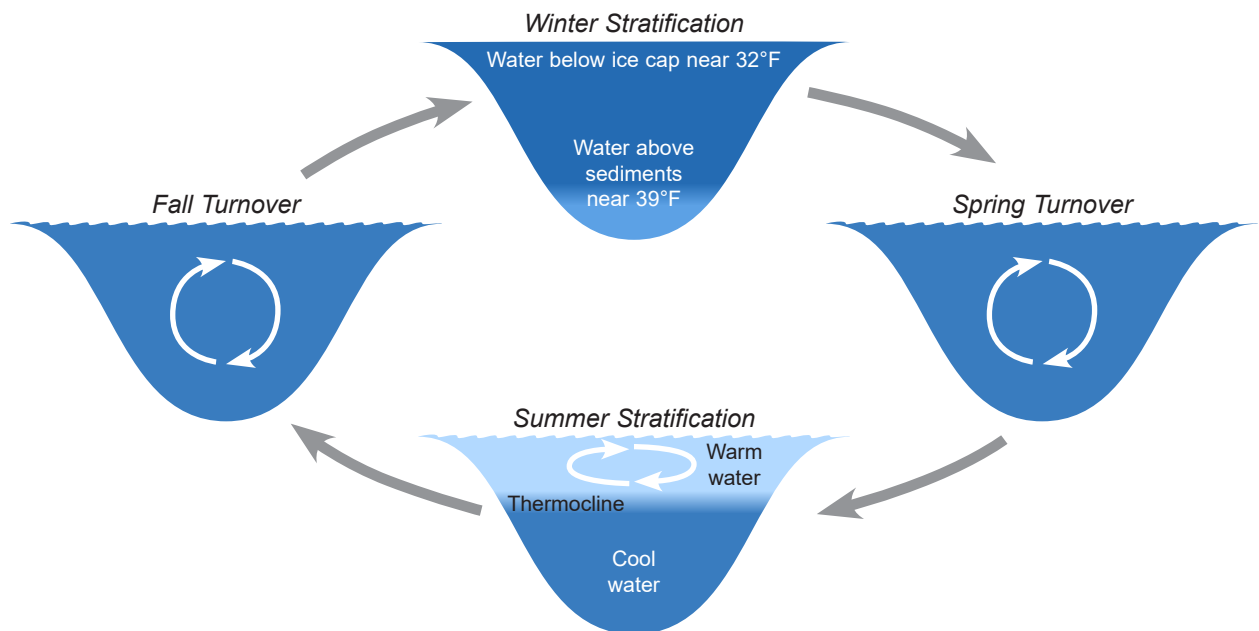 Winter Stratification
Water below ice cap near 32°F
Water above
sediments
near 39°F
Fall Turnover
Spring Turnover
Summer Stratification
Warm
water
Thermocline
Cool
water